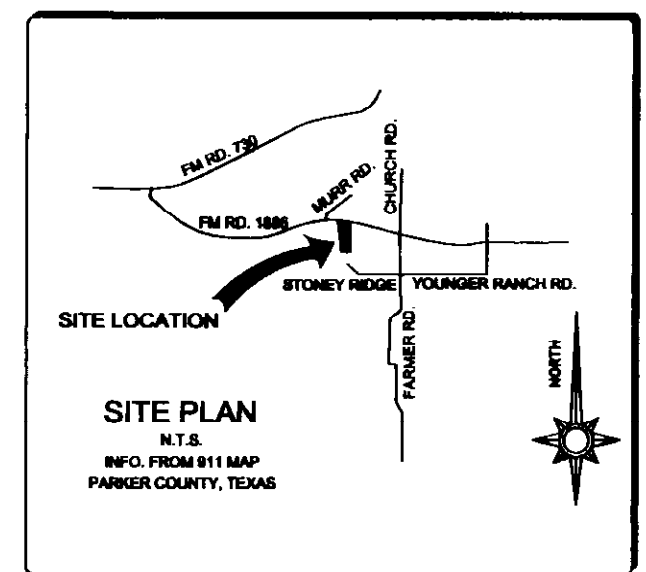 FM RD. 730
MURR RD.
CHURCH RD.
FM RD. 1886
STONEY RIDGE
YOUNGER RANCH RD.
SITE LOCATION
FARMER RD.
NORTH
SITE PLAN
N.T.S.
INFO. FROM 911 MAP
PARKER COUNTY, TEXAS